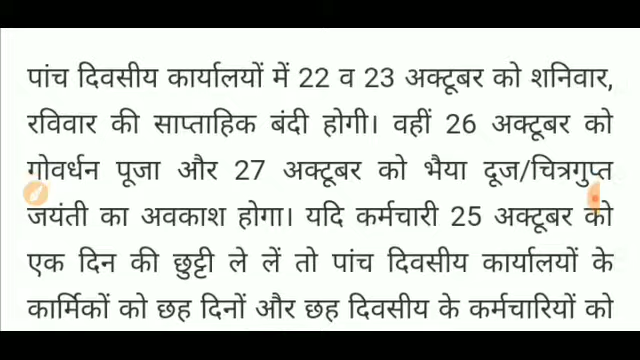 पांच दिवसीय कार्यालयों में 22 व 23 अक्टूबर को शनिवार,
रविवार की साप्ताहिक बंदी होगी। वहीं 26 अक्टूबर को
गोवर्धन पूजा और 27 अक्टूबर को भैया दूज/चित्रगुप्त
जयंती का अवकाश होगा। यदि कर्मचारी 25 अक्टूबर को
एक दिन की छुट्टी ले लें तो पांच दिवसीय कार्यालयों के
कार्मिकों को छह दिनों और छह दिवसीय के कर्मचारियों को